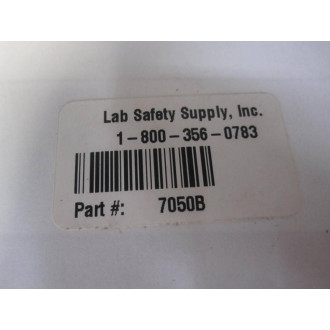 Lab Safety Supply, Inc.
1-800-356-0783
Part #: 7050B